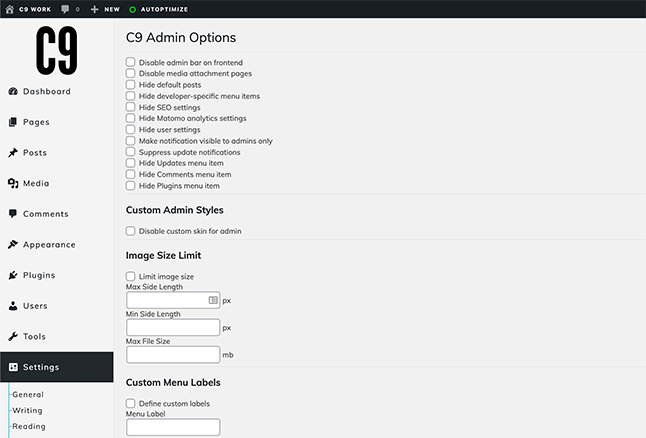 C9 WORK 0 NEW AUTOPTIMIZE
C9
Dashboard
Pages
Posts
Media
Comments
Appearance
Plugins
Users
Tools
Settings
General
Writing
Reading
C9 Admin Options
Disable admin bar on frontend
Disable media attachment pages
Hide default posts
Hide developer-specific menu items
Hide SEO settings
Hide Matomo analytics settings
Hide user settings
Make notification visible to admins only
Suppress update notifications
Hide Updates menu item
Hide Comments menu item
Hide Plugins menu item
Custom Admin Styles
Disable custom skin for admin
Image Size Limit
Limit image size
Max Side Length
px
Min Side Length
px
Max File Size
mb
Custom Menu Labels
Define custom labels
Menu Label